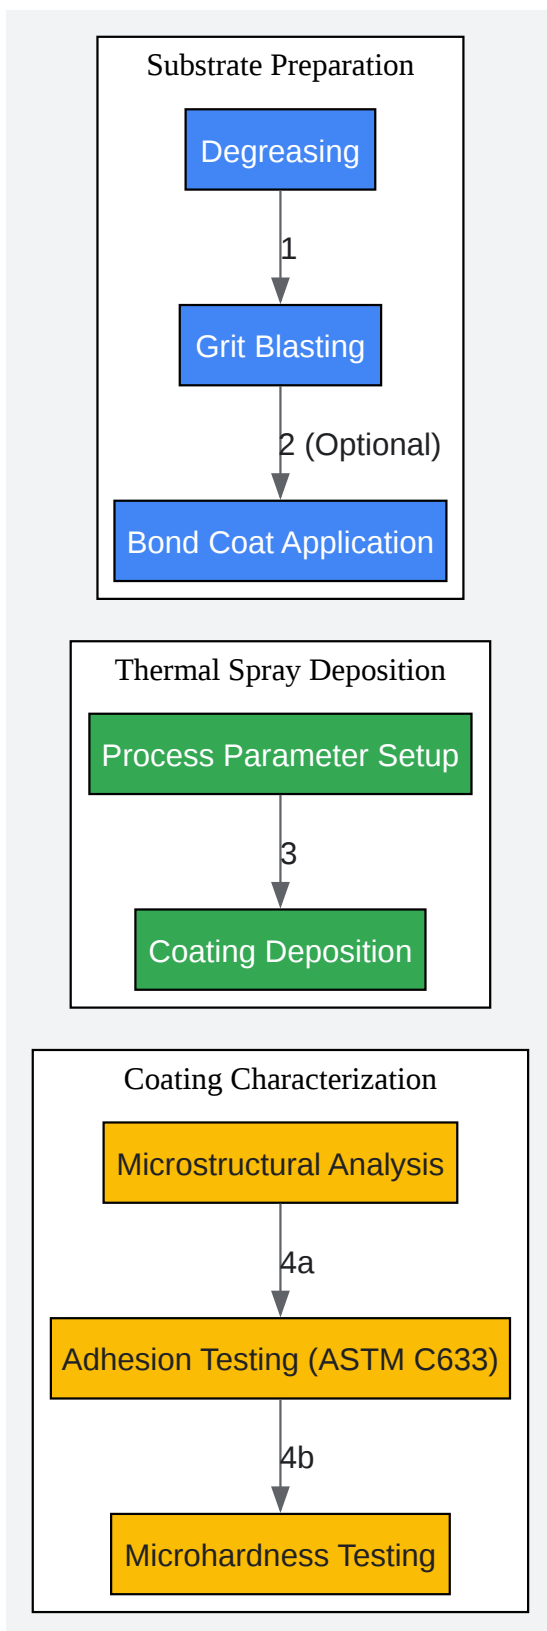 Substrate Preparation
Degreasing
1
Grit Blasting
2 (Optional)
Bond Coat Application
Thermal Spray Deposition
Process Parameter Setup
3
Coating Deposition
Coating Characterization
Microstructural Analysis
4a
Adhesion Testing (ASTM C633)
4b
Microhardness Testing